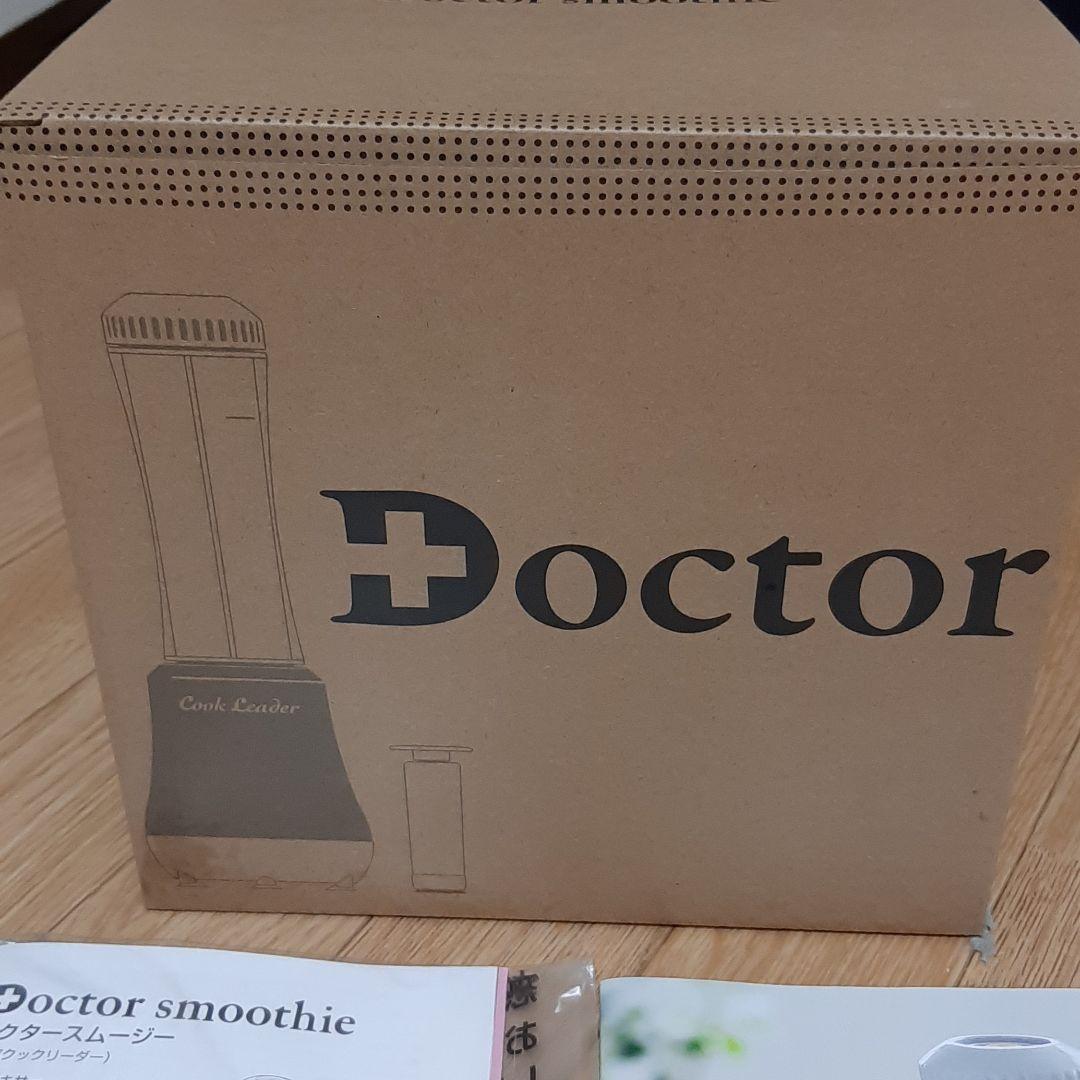 Doctor smoothie
Doctor
Cook Leader
Doctor smoothie
クタースムージー
クックリーダー)